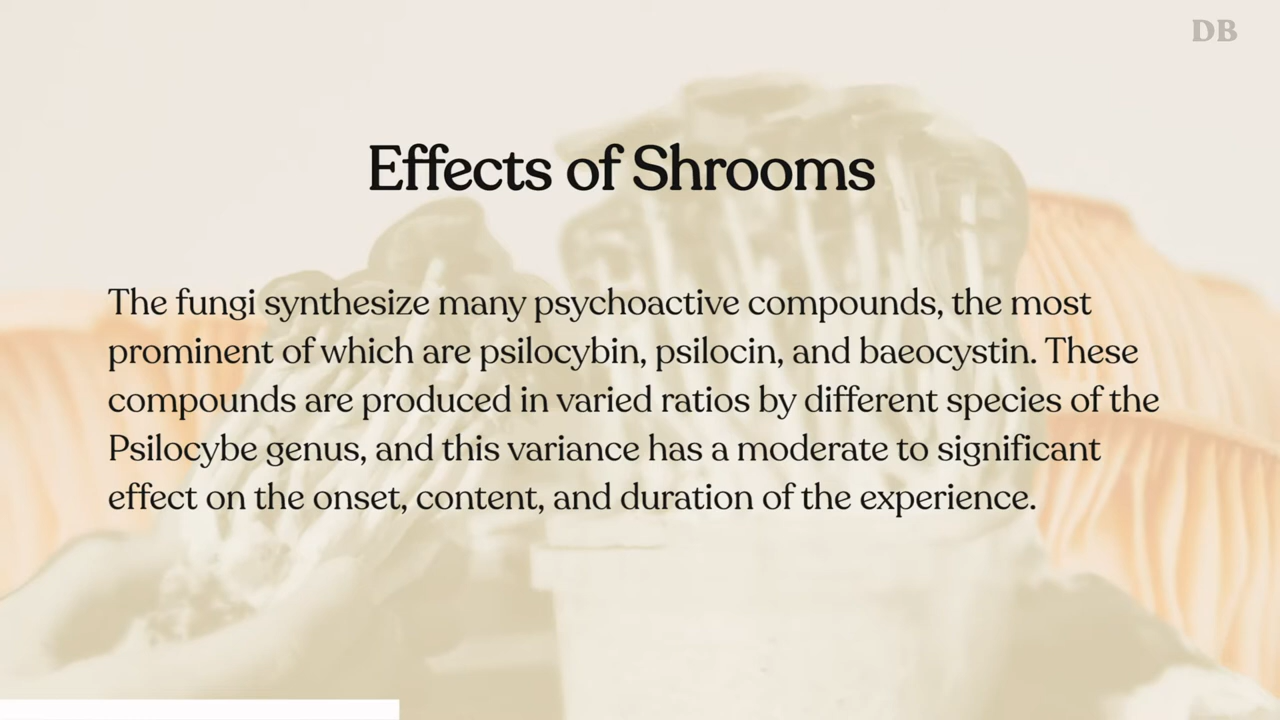 DB
Effects of Shrooms
The fungi synthesize many psychoactive compounds, the most
prominent of which are psilocybin, psilocin, and baeocystin. These
compounds are produced in varied ratios by different species of the
Psilocybe genus, and this variance has a moderate to significant
effect on the onset, content, and duration of the experience.